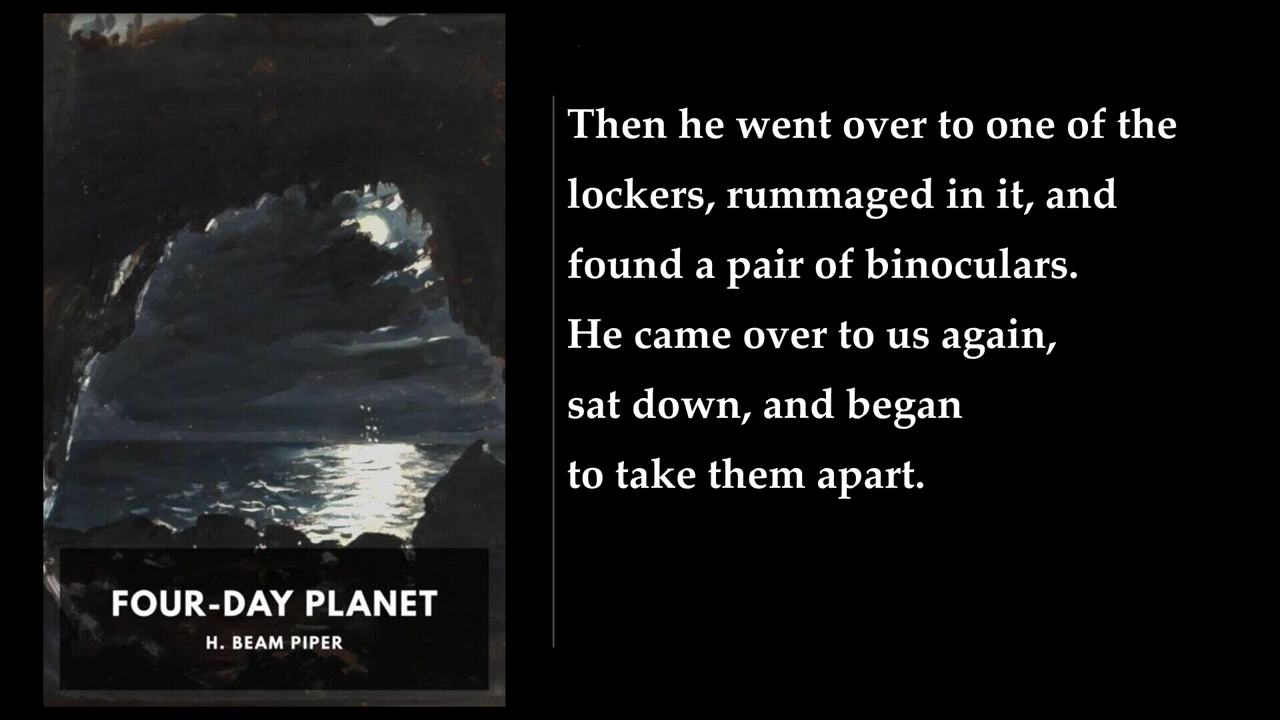 Then he went over to one of the
lockers, rummaged in it, and
found a pair of binoculars.
He came over to us again,
sat down, and began
to take them apart.
FOUR-DAY PLANET
H. BEAM PIPER